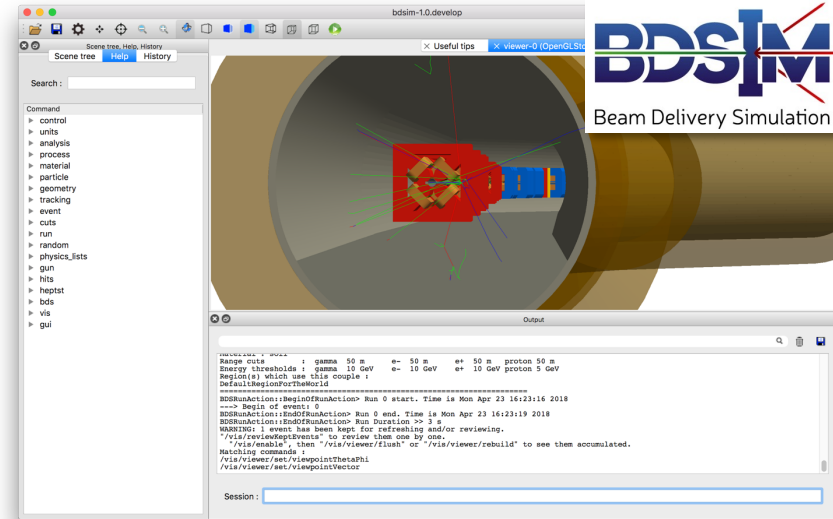 bdsim-1.0.develop
Scene tree, Help, History
Scene tree Help History
Search :
Command
control
units
analysis
process
material
particle
geometry
tracking
event
cuts
run
random
physics_lists
gun
hits
heptst
bds
vis
gui
× Useful tips × viewer-0 (OpenGLSto
BDSIM
Beam Delivery Simulation
Output
Material : soil
Range cuts : gamma 50 m e- 50 m e+ 50 m proton 50 m
Energy thresholds : gamma 10 GeV e- 10 GeV e+ 10 GeV proton 5 GeV
Region(s) which use this couple :
DefaultRegionForTheWorld
========================================================
BDSRunAction::BeginOfRunAction> Run 0 start. Time is Mon Apr 23 16:23:16 2018
---> Begin of event: 0
BDSRunAction::EndOfRunAction> Run 0 end. Time is Mon Apr 23 16:23:19 2018
BDSRunAction::EndOfRunAction> Run Duration >> 3 s
WARNING: 1 event has been kept for refreshing and/or reviewing.
"/vis/reviewKeptEvents" to review them one by one.
"/vis/enable", then "/vis/viewer/flush" or "/vis/viewer/rebuild" to see them accumulated.
Matching commands :
/vis/viewer/set/viewpointThetaPhi
/vis/viewer/set/viewpointVector
Session :